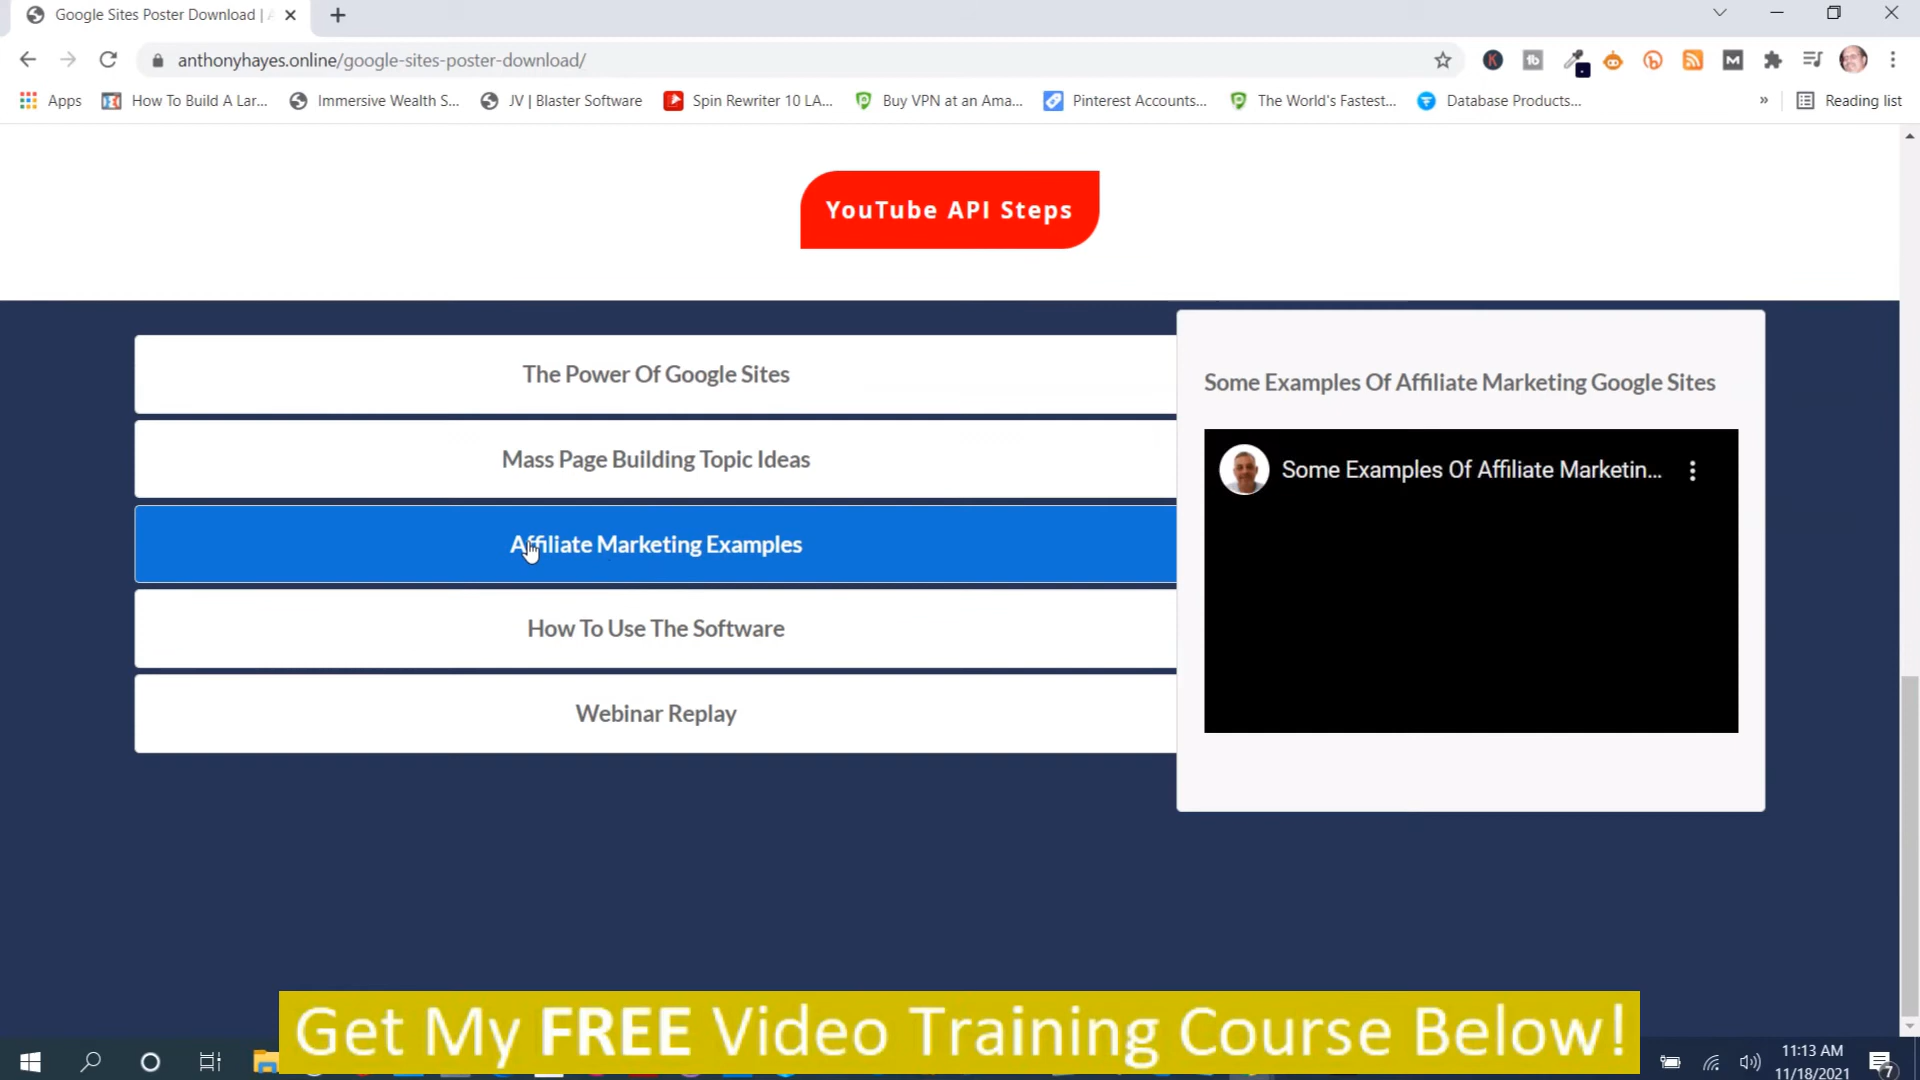 Google Sites Poster Download |
anthonyhayes.online/google-sites-poster-download/
Apps
How To Build A Lar...
Immersive Wealth S...
JV | Blaster Software
Spin Rewriter 10 LA...
Buy VPN at an Ama...
Pinterest Accounts...
The World's Fastest...
Database Products...
»
Reading list
YouTube API Steps
The Power Of Google Sites
Mass Page Building Topic Ideas
Affiliate Marketing Examples
How To Use The Software
Webinar Replay
Some Examples Of Affiliate Marketing Google Sites
Some Examples Of Affiliate Marketin...
Get My FREE Video Training Course Below!
11:13 AM
11/18/2021
7